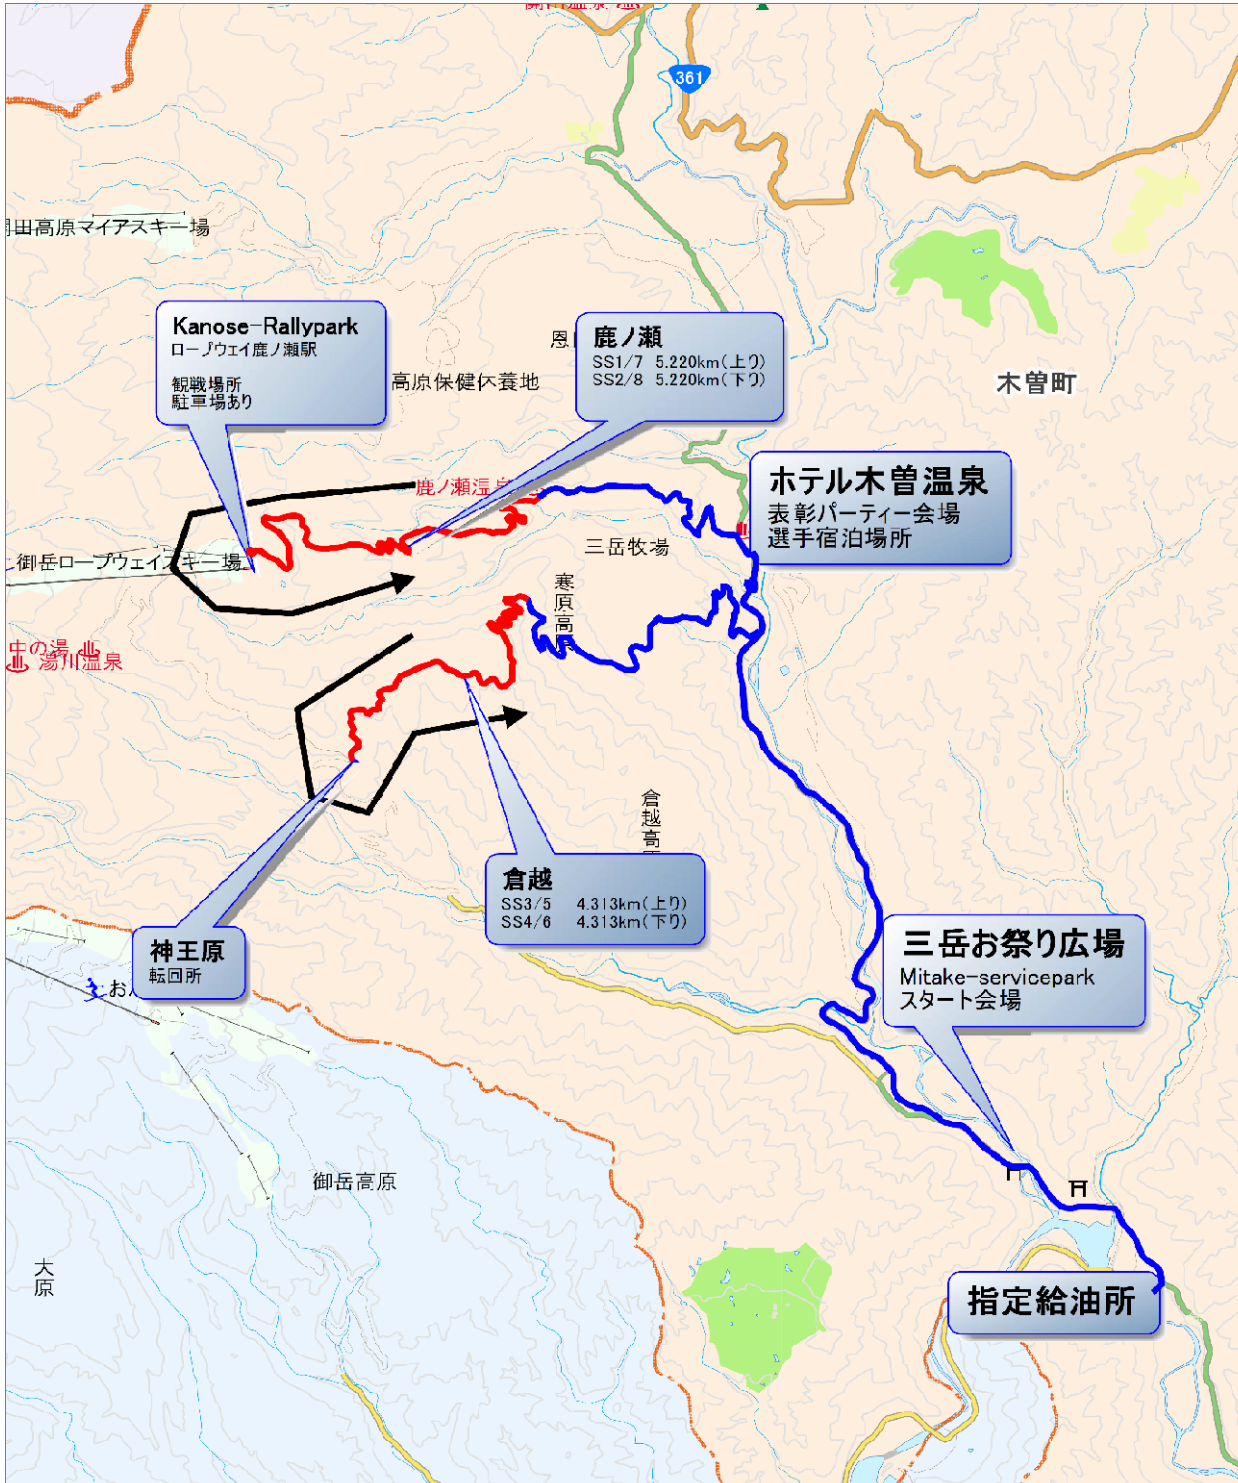 361
開田高原マイアスキー場
Kanose-Rallypark
ロープウェイ鹿ノ瀬駅
観戦場所
駐車場あり
鹿ノ瀬
SS1/7 5.220km(上り)
SS2/8 5.220km(下り)
高原保健休養地
木曽町
ホテル木曽温泉
表彰パーティー会場
選手宿泊場所
鹿ノ瀬温泉
御岳ロープウェイスキー場
三岳牧場
寒原高原
中の湯
湯川温泉
倉越高原
倉越
SS3/5 4.313km(上り)
SS4/6 4.313km(下り)
神王原
転回所
三岳お祭り広場
Mitake-servicepark
スタート会場
御岳高原
大原
指定給油所